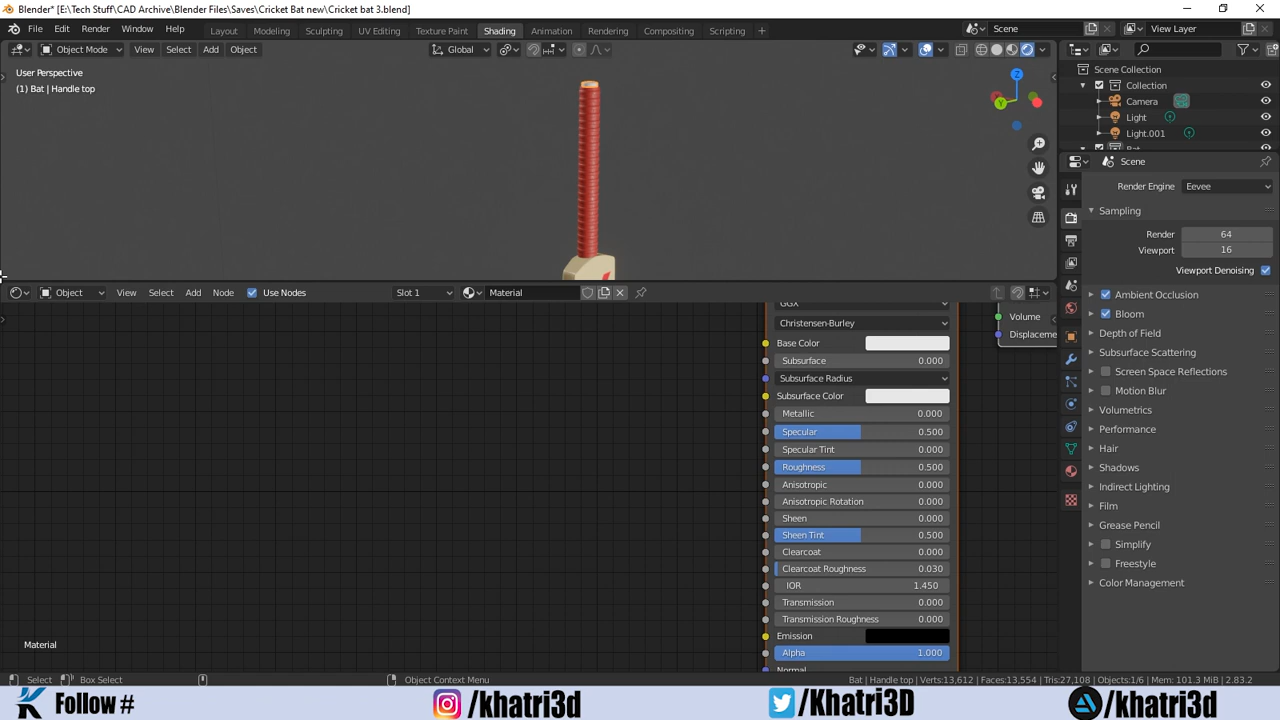 Blender* [E:\Tech Stuff\CAD Archive\Blender Files\Saves\Cricket Bat new\Cricket bat 3.blend]
File Edit Render Window Help Layout Modeling Sculpting UV Editing Texture Paint Shading Animation Rendering Compositing Scripting + Scene View Layer
Object Mode View Select Add Object Global
User Perspective
(1) Bat | Handle top
Z
Y
Scene Collection
Collection
Camera
Light
Light.001
Bat
Scene
Render Engine Eevee
Sampling
Render 64
Viewport 16
Viewport Denoising
Ambient Occlusion
Bloom
Depth of Field
Subsurface Scattering
Screen Space Reflections
Motion Blur
Volumetrics
Performance
Hair
Shadows
Indirect Lighting
Film
Grease Pencil
Simplify
Freestyle
Color Management
Object View Select Add Node Use Nodes Slot 1 Material
GGX
Christensen-Burley
Base Color
Subsurface 0.000
Subsurface Radius
Subsurface Color
Metallic 0.000
Specular 0.500
Specular Tint 0.000
Roughness 0.500
Anisotropic 0.000
Anisotropic Rotation 0.000
Sheen 0.000
Sheen Tint 0.500
Clearcoat 0.000
Clearcoat Roughness 0.030
IOR 1.450
Transmission 0.000
Transmission Roughness 0.000
Emission
Alpha 1.000
Normal
Volume
Displaceme
Material
Select Box Select Object Context Menu Bat | Handle top | Verts:13,612 | Faces:13,554 | Tris:27,108 | Objects:1/6 | Mem: 101.3 MiB | 2.83.2
Follow # /khatri3d /Khatri3D /khatri3d